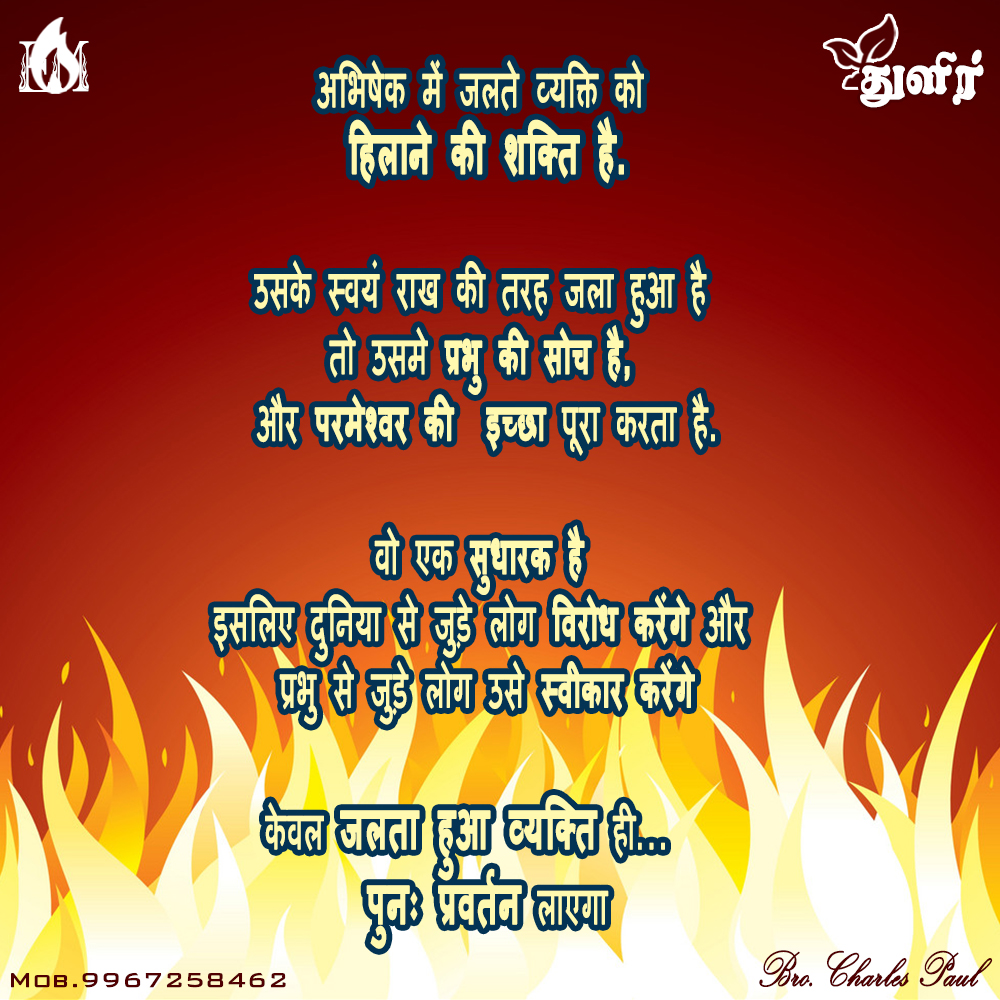 துளிர்
अभिषेक में जलते व्यक्ति को
हिलाने की शक्ति है.
उसके स्वयं राख की तरह जला हुआ है
तो उसमे प्रभु की सोच है,
और परमेश्वर की इच्छा पूरा करता है.
वो एक सुधारक है
इसलिए दुनिया से जुड़े लोग विरोध करेंगे और
प्रभु से जुड़े लोग उसे स्वीकार करेंगे
केवल जलता हुआ व्यक्ति ही...
पुनः प्रवर्तन लाएगा
Mob.9967258462
Bro. Charles Paul